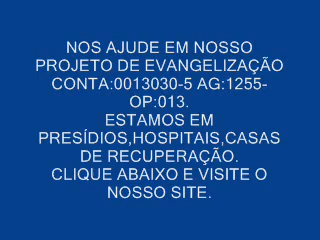 NOS AJUDE EM NOSSO
PROJETO DE EVANGELIZAÇÃO
CONTA:0013030-5 AG:1255-
OP:013.
ESTAMOS EM
PRESÍDIOS,HOSPITAIS,CASAS
DE RECUPERAÇÃO.
CLIQUE ABAIXO E VISITE O
NOSSO SITE.